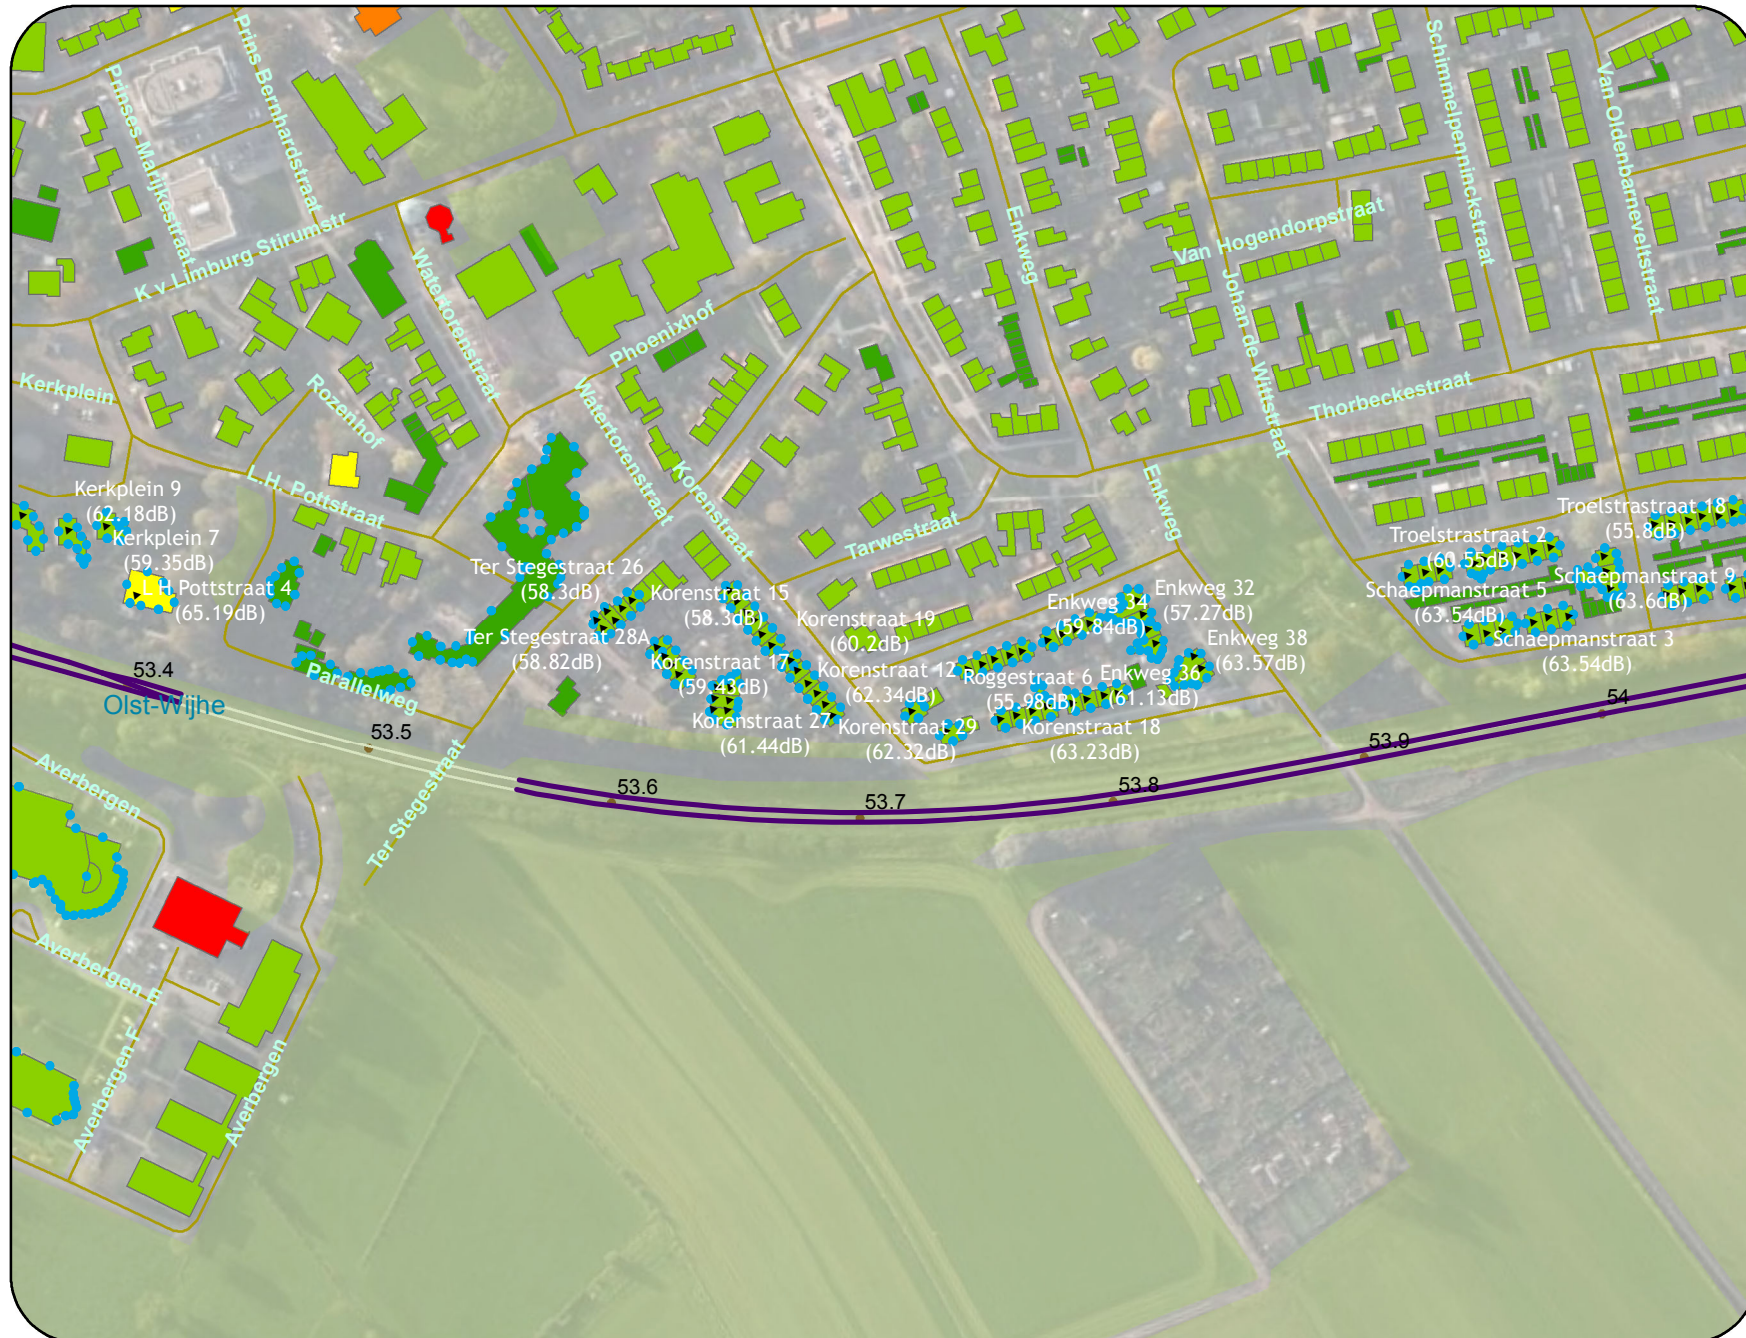 Prinses Marijkestraat
Prins Bernhardstraat
K v Limburg Stirumstr
Watertorenstraat
Phoenixhof
Enkweg
Van Hogendorpstraat
Johan de Wittstraat
Schimmelpenninckstraat
Van Oldenbarneveltstraat
Thorbeckestraat
Kerkplein
Rozenhof
L.H. Pottstraat
Watertorenstraat
Korenstraat
Tarwestraat
Enkweg
Kerkplein 9
(62.18dB)
Kerkplein 7
(59.35dB)
L.H.Pottstraat 4
(65.19dB)
Ter Stegestraat 26
(58.3dB)
Ter Stegestraat 28A
(58.82dB)
Korenstraat 15
(58.3dB)
Korenstraat 17
(59.43dB)
Korenstraat 27
(61.44dB)
Korenstraat 19
(60.2dB)
Korenstraat 12
(62.34dB)
Korenstraat 29
(62.32dB)
Enkweg 34
(59.84dB)
Enkweg 32
(57.27dB)
Enkweg 38
(63.57dB)
Roggestraat 6
(55.98dB)
Enkweg 36
(61.13dB)
Korenstraat 18
(63.23dB)
Troelstrastraat 18
(55.8dB)
Troelstrastraat 2
(60.55dB)
Schaepmanstraat 5
(63.54dB)
Schaepmanstraat 9
(63.6dB)
Schaepmanstraat 3
(63.54dB)
Parallelweg
53.4
Olst-Wijhe
53.5
53.6
53.7
53.8
53.9
54
Ter Stegestraat
Averbergen
Averbergen E
Averbergen F
Averbergen